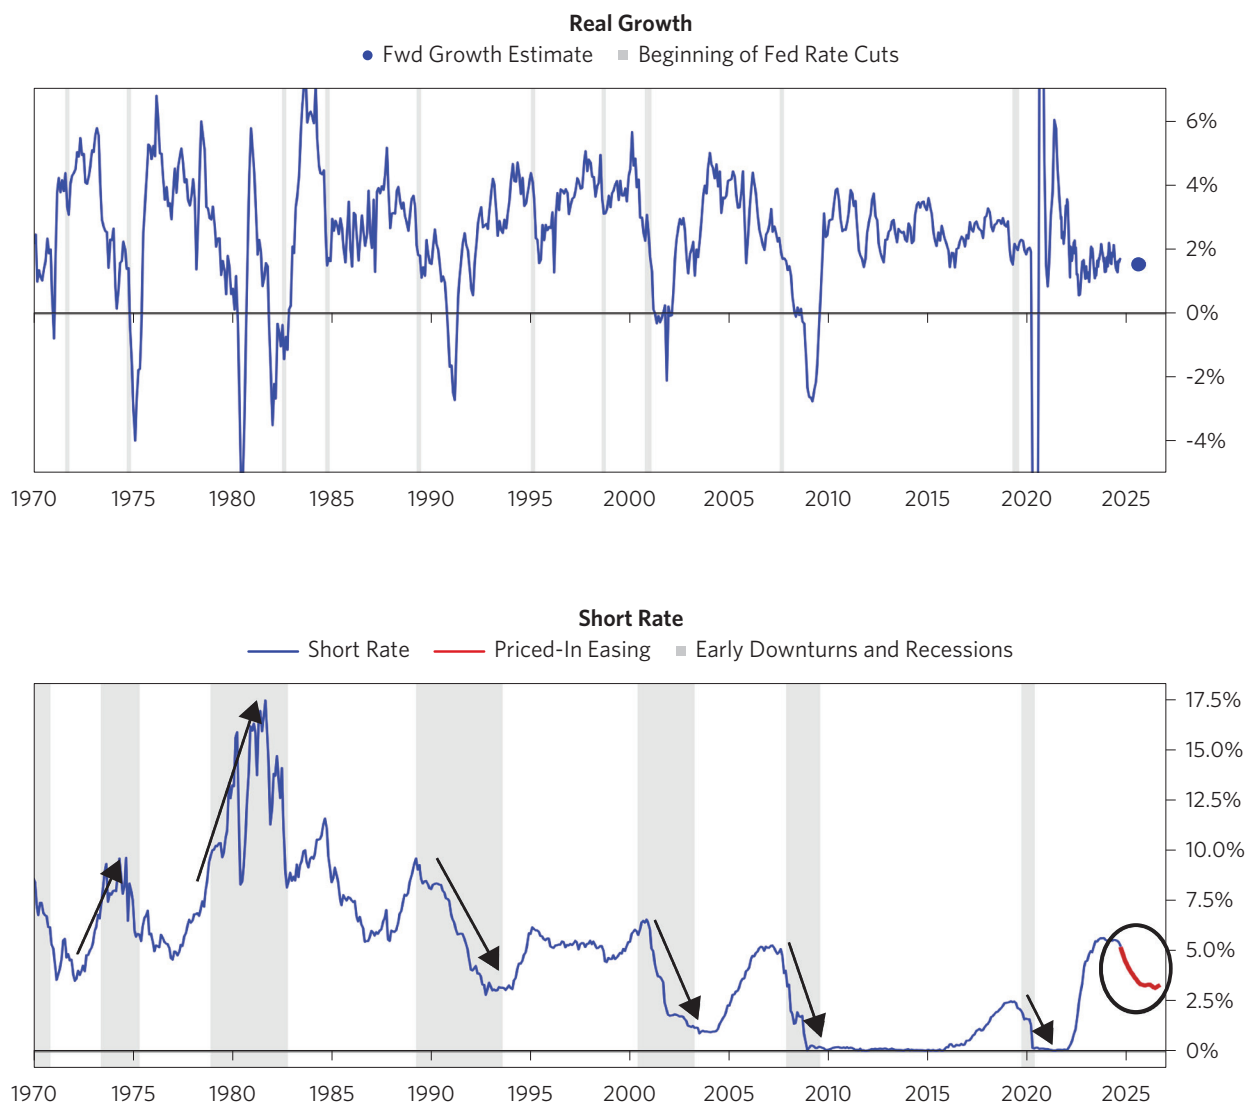 Real Growth
Fwd Growth Estimate Beginning of Fed Rate Cuts
6%
4%
2%
0%
-2%
-4%
1970 1975 1980 1985 1990 1995 2000 2005 2010 2015 2020 2025
Short Rate
Short Rate Priced-In Easing Early Downturns and Recessions
17.5%
15.0%
12.5%
10.0%
7.5%
5.0%
2.5%
0%
1970 1975 1980 1985 1990 1995 2000 2005 2010 2015 2020 2025